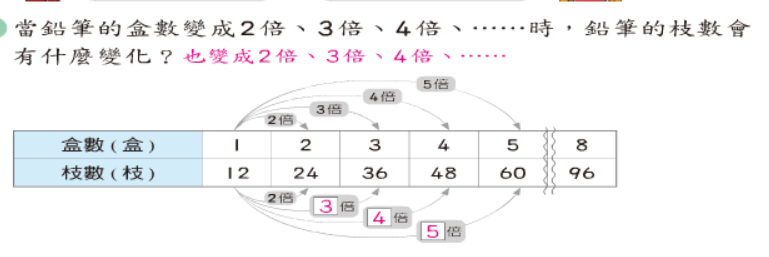 當鉛筆的盒數變成2倍、3倍、4倍、……時，鉛筆的枝數會
有什麼變化？也變成2倍、3倍、4倍、……
5倍
4倍
3倍
2倍
盒數(盒) 1 2 3 4 5 8
枝數(枝) 12 24 36 48 60 96
2倍
3倍
4倍
5倍